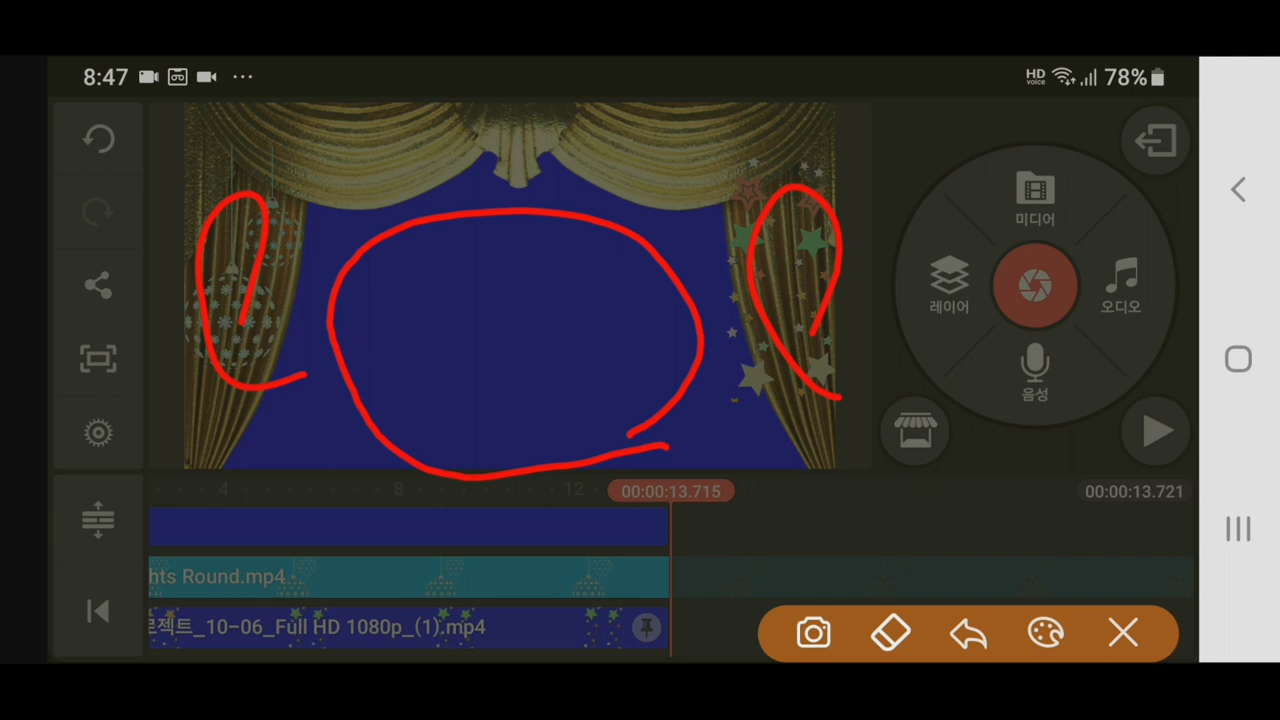 8:47
HD voice 78%
미디어
레이어
오디오
음성
4 8 12
00:00:13.715
00:00:13.721
hts Round.mp4
로젝트_10-06_Full HD 1080p_(1).mp4